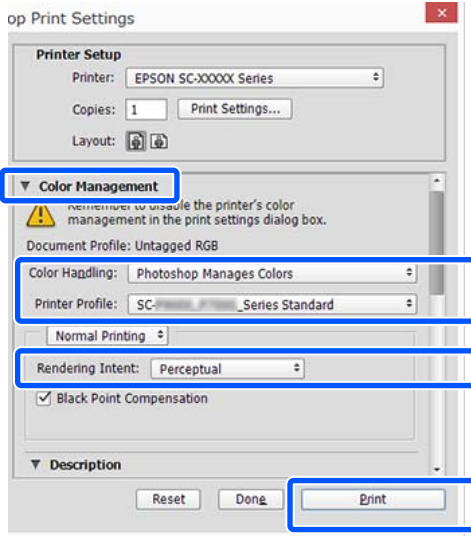 op Print Settings
Printer Setup
Printer: EPSON SC-XXXXX Series
Copies: 1 Print Settings...
Layout:
Color Management
Remember to disable the printer's color
management in the print settings dialog box.
Document Profile: Untagged RGB
Color Handling: Photoshop Manages Colors
Printer Profile: SC- _Series Standard
Normal Printing
Rendering Intent: Perceptual
Black Point Compensation
Description
Reset Done Print